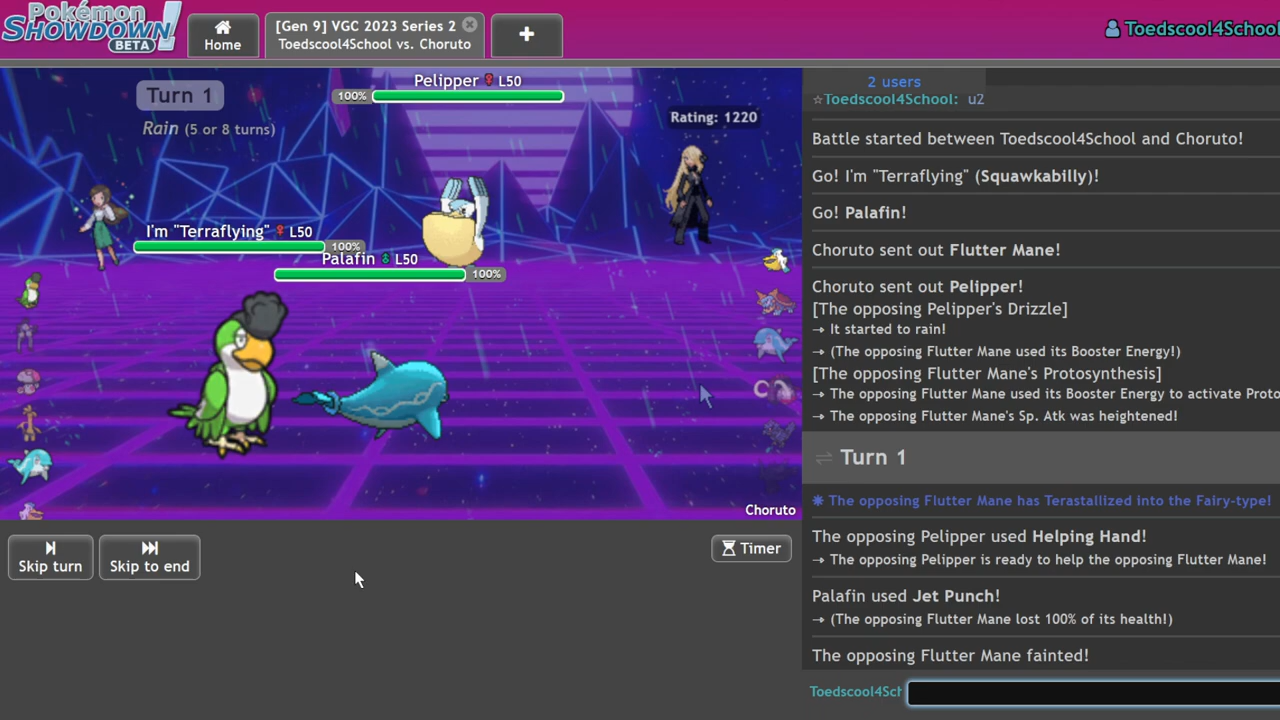 Pokémon
SHOWDOWN!
BETA
Home
[Gen 9] VGC 2023 Series 2
Toedscool4School vs. Choruto
+
Toedscool4School
Turn 1
Rain (5 or 8 turns)
Pelipper L50
100%
Rating: 1220
I'm "Terraflying" L50
100%
Palafin L50
100%
Choruto
Skip turn
Skip to end
Timer
2 users
☆Toedscool4School: u2
Battle started between Toedscool4School and Choruto!
Go! I'm "Terraflying" (Squawkabilly)!
Go! Palafin!
Choruto sent out Flutter Mane!
Choruto sent out Pelipper!
[The opposing Pelipper's Drizzle]
→ It started to rain!
→ (The opposing Flutter Mane used its Booster Energy!)
[The opposing Flutter Mane's Protosynthesis]
→ The opposing Flutter Mane used its Booster Energy to activate Proto
→ The opposing Flutter Mane's Sp. Atk was heightened!
Turn 1
The opposing Flutter Mane has Terastallized into the Fairy-type!
The opposing Pelipper used Helping Hand!
→ The opposing Pelipper is ready to help the opposing Flutter Mane!
Palafin used Jet Punch!
→ (The opposing Flutter Mane lost 100% of its health!)
The opposing Flutter Mane fainted!
Toedscool4Sch